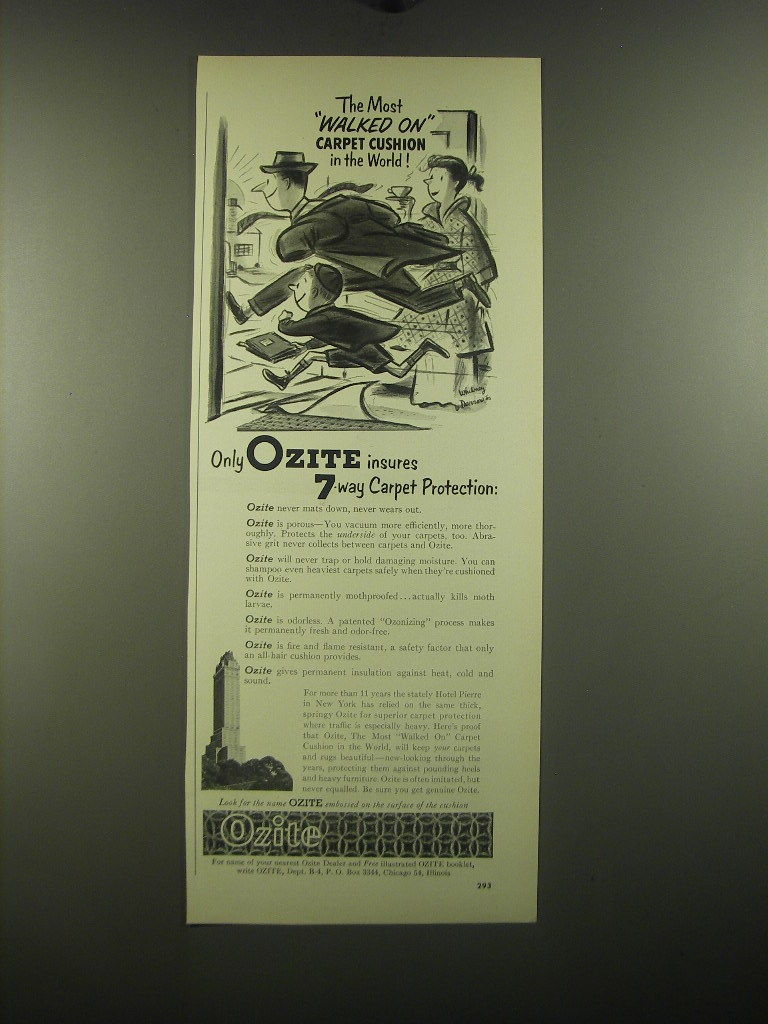 The Most
"WALKED ON"
CARPET CUSHION
in the World!
Whitney
Darrow Jr.
Only OZITE insures
7-way Carpet Protection:
Ozite never mats down, never wears out.
Ozite is porous—You vacuum more efficiently, more thor-
oughly. Protects the underside of your carpets, too. Abra-
sive grit never collects between carpets and Ozite.
Ozite will never trap or hold damaging moisture. You can
shampoo even heaviest carpets safely when they're cushioned
with Ozite.
Ozite is permanently mothproofed...actually kills moth
larvae.
Ozite is odorless. A patented "Ozonizing" process makes
it permanently fresh and odor-free.
Ozite is fire and flame resistant, a safety factor that only
an all-hair cushion provides.
Ozite gives permanent insulation against heat, cold and
sound.
For more than 11 years the stately Hotel Pierre
in New York has relied on the same thick,
springy Ozite for superior carpet protection
where traffic is especially heavy. Here's proof
that Ozite, The Most "Walked On" Carpet
Cushion in the World, will keep your carpets
and rugs beautiful—new-looking through the
years, protecting them against pounding heels
and heavy furniture. Ozite is often imitated, but
never equalled. Be sure you get genuine Ozite.
Look for the name OZITE embossed on the surface of the cushion
Ozite
For name of your nearest Ozite Dealer and Free illustrated OZITE booklet,
write OZITE, Dept. B-4, P. O. Box 3344, Chicago 54, Illinois
293